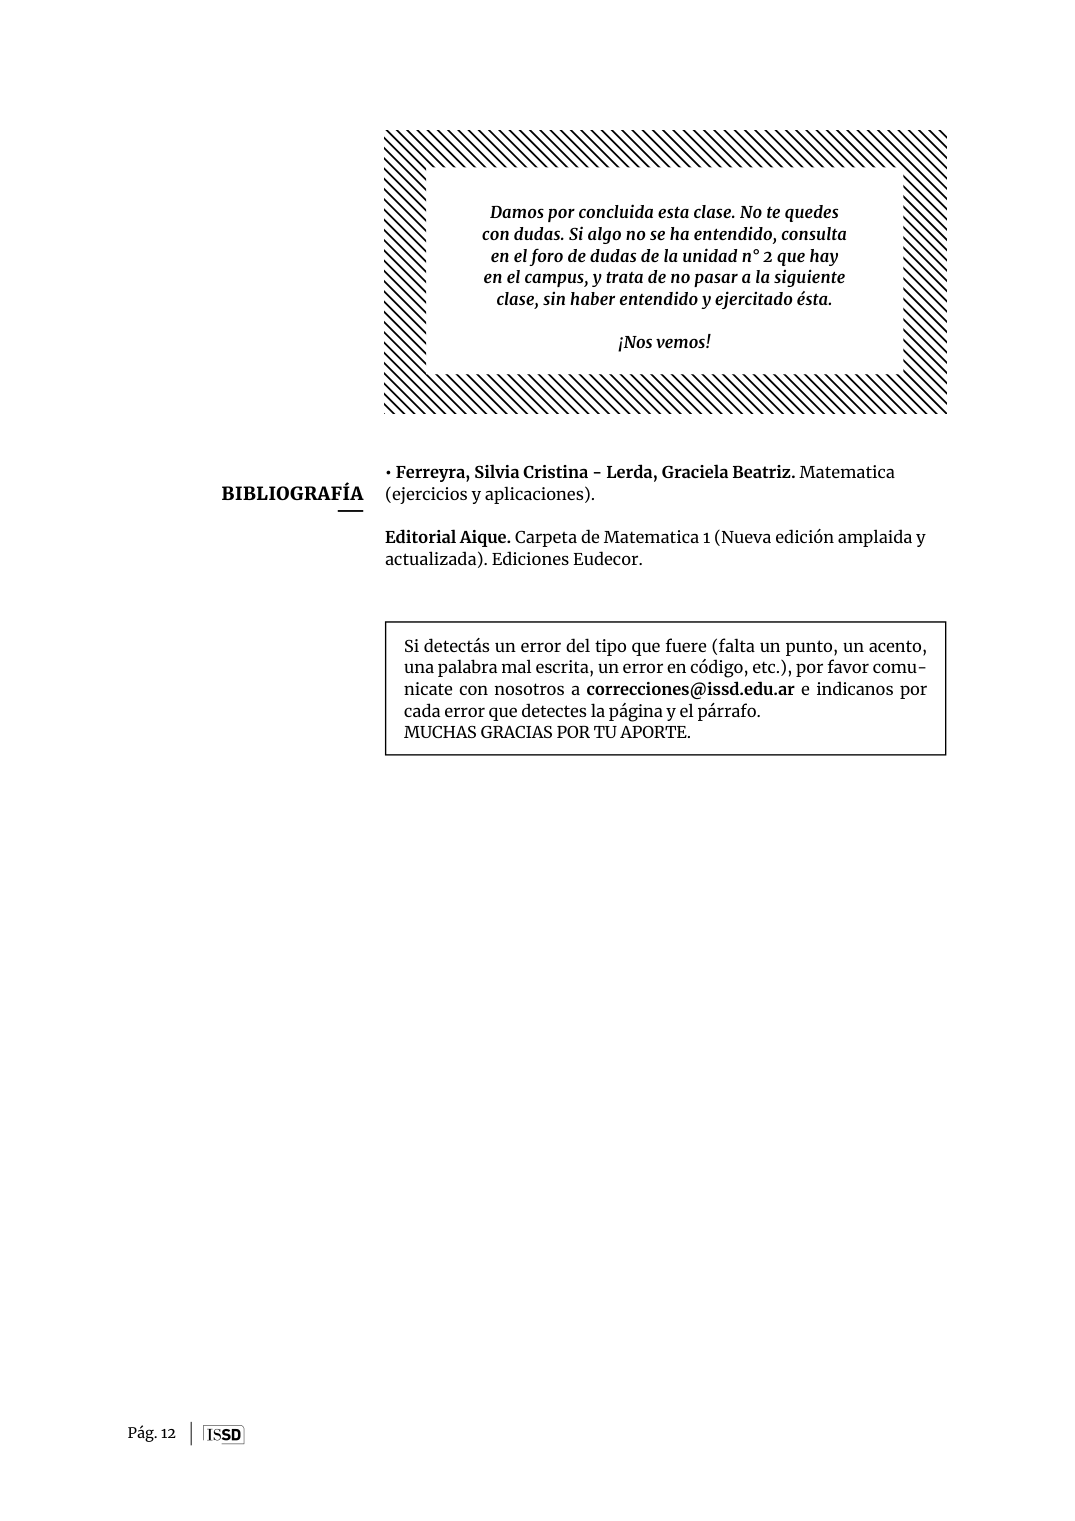 Damos por concluida esta clase. No te quedes
con dudas. Si algo no se ha entendido, consulta
en el foro de dudas de la unidad n° 2 que hay
en el campus, y trata de no pasar a la siguiente
clase, sin haber entendido y ejercitado ésta.
¡Nos vemos!
BIBLIOGRAFÍA
• Ferreyra, Silvia Cristina - Lerda, Graciela Beatriz. Matematica
(ejercicios y aplicaciones).
Editorial Aique. Carpeta de Matematica 1 (Nueva edición amplaida y
actualizada). Ediciones Eudecor.
Si detectás un error del tipo que fuere (falta un punto, un acento,
una palabra mal escrita, un error en código, etc.), por favor comu-
nicate con nosotros a correcciones@issd.edu.ar e indicanos por
cada error que detectes la página y el párrafo.
MUCHAS GRACIAS POR TU APORTE.
Pág. 12
ISSD